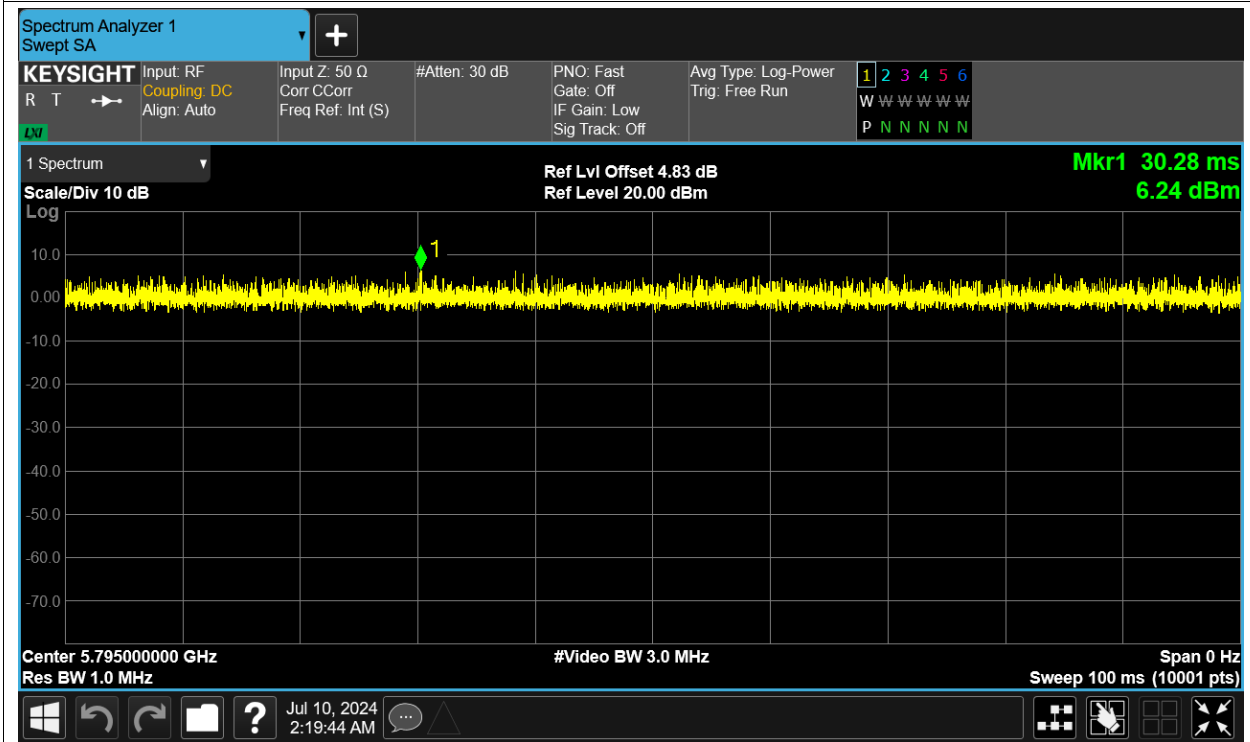 Spectrum Analyzer 1
Swept SA
KEYSIGHT
R T
LXI
Input: RF
Coupling: DC
Align: Auto
Input Z: 50 Ω
Corr CCorr
Freq Ref: Int (S)
#Atten: 30 dB
PNO: Fast
Gate: Off
IF Gain: Low
Sig Track: Off
Avg Type: Log-Power
Trig: Free Run
1 2 3 4 5 6
W W W W W W
P N N N N N
1 Spectrum
Scale/Div 10 dB
Log
Ref Lvl Offset 4.83 dB
Ref Level 20.00 dBm
Mkr1 30.28 ms
6.24 dBm
1
10.0
0.00
-10.0
-20.0
-30.0
-40.0
-50.0
-60.0
-70.0
Center 5.795000000 GHz
Res BW 1.0 MHz
#Video BW 3.0 MHz
Span 0 Hz
Sweep 100 ms (10001 pts)
Jul 10, 2024
2:19:44 AM